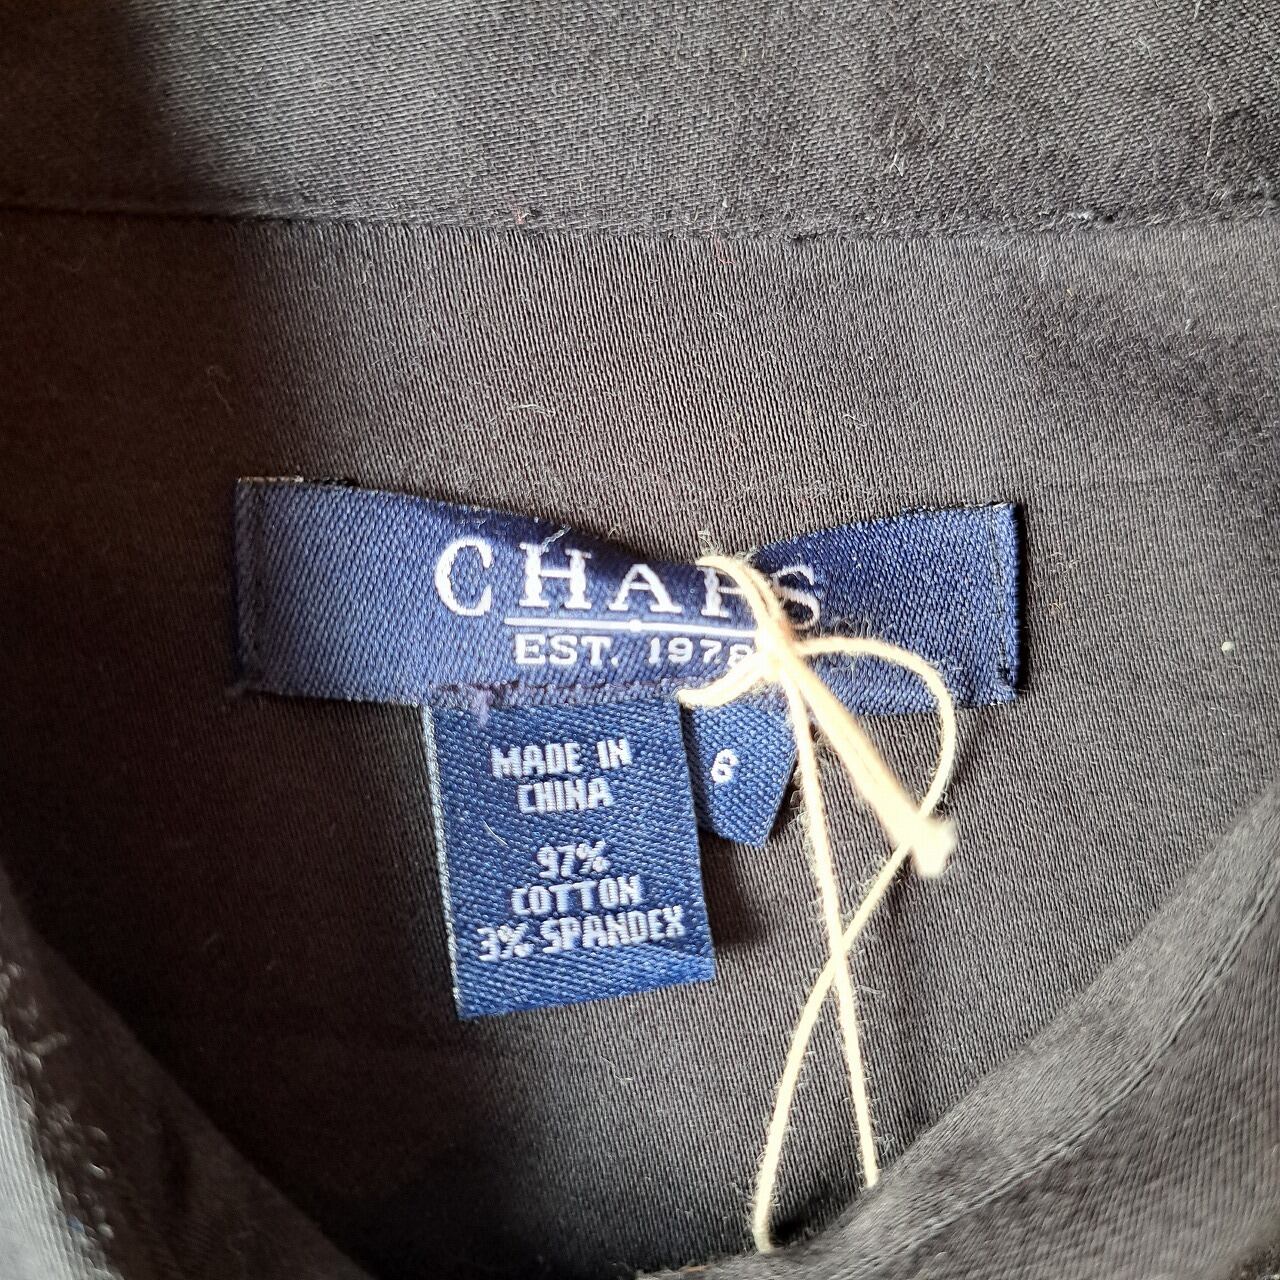 CHAPS
EST. 1978
MADE IN
CHINA
6
97%
COTTON
3% SPANDEX